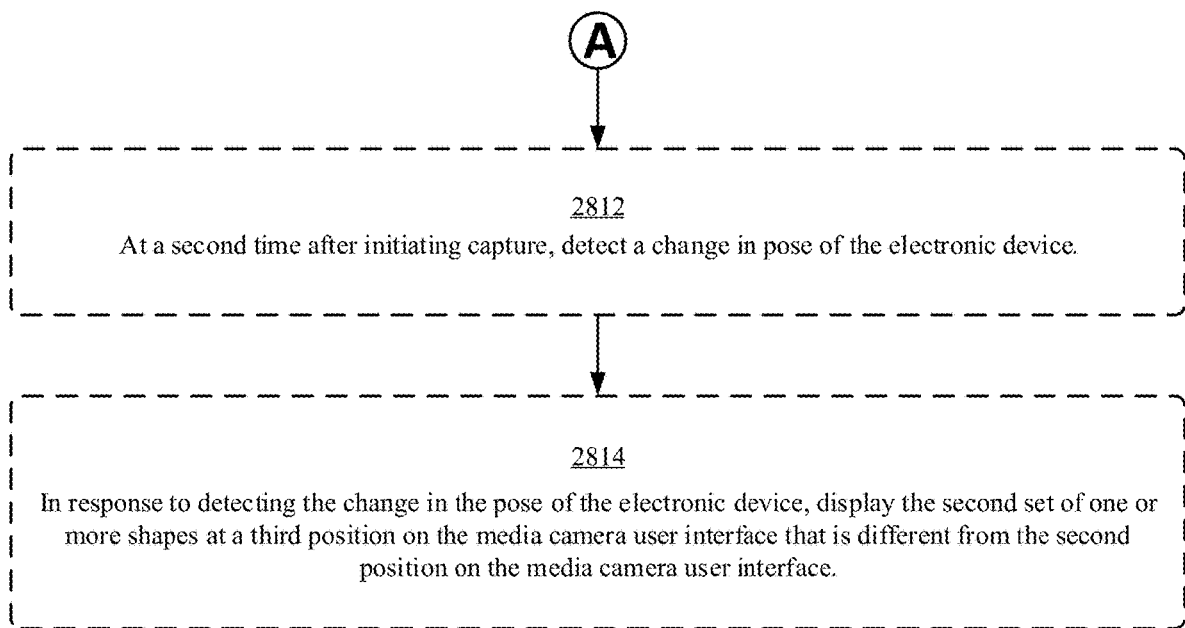 A
2812
At a second time after initiating capture, detect a change in pose of the electronic device.
2814
In response to detecting the change in the pose of the electronic device, display the second set of one or
more shapes at a third position on the media camera user interface that is different from the second
position on the media camera user interface.